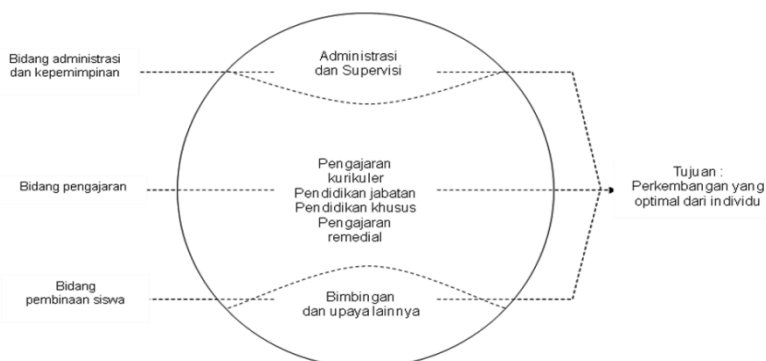 Bidang administrasi
dan kepemimpinan
Administrasi
dan Supervisi
Bidang pengajaran
Pengajaran
kurikuler
Pendidikan jabatan
Pendidikan khusus
Pengajaran
remedial
Tujuan :
Perkembangan yang
optimal dari individu
Bidang
pembinaan siswa
Bimbingan
dan upaya lainnya